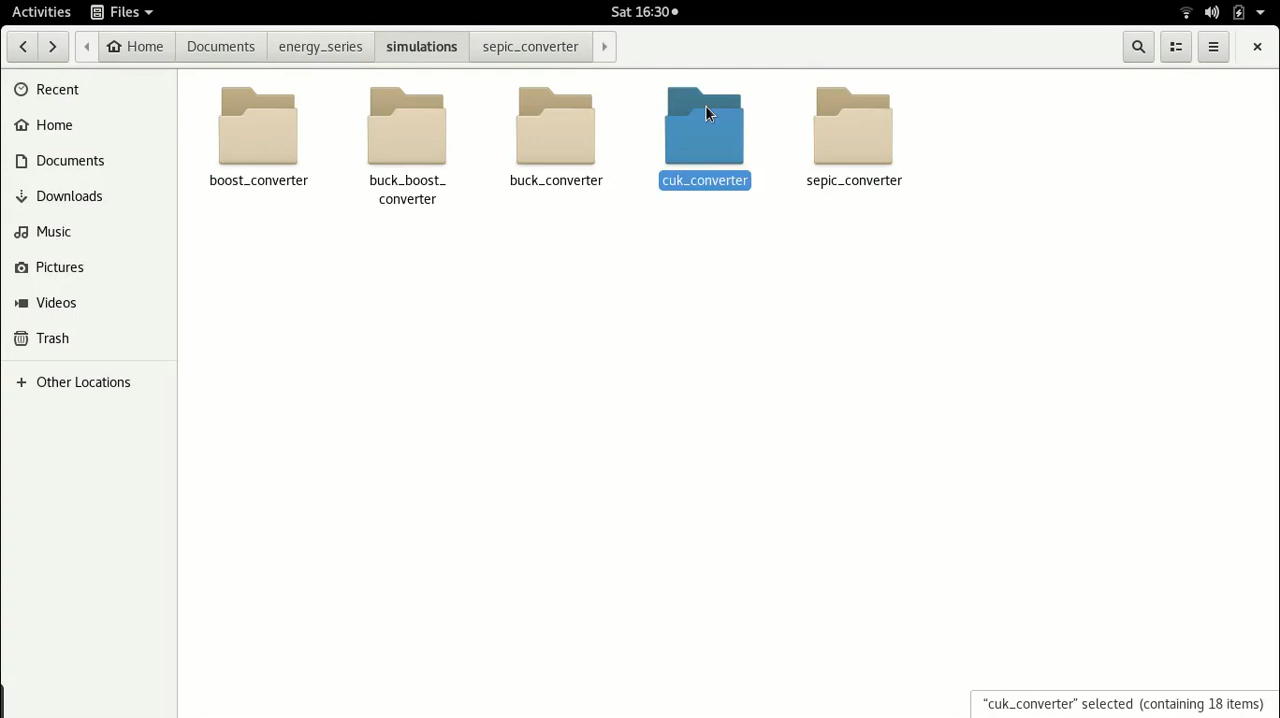 Activities Files Sat 16:30
Home Documents energy_series simulations sepic_converter
Recent
Home
Documents
Downloads
Music
Pictures
Videos
Trash
Other Locations
boost_converter
buck_boost_
converter
buck_converter
cuk_converter
sepic_converter
“cuk_converter” selected (containing 18 items)